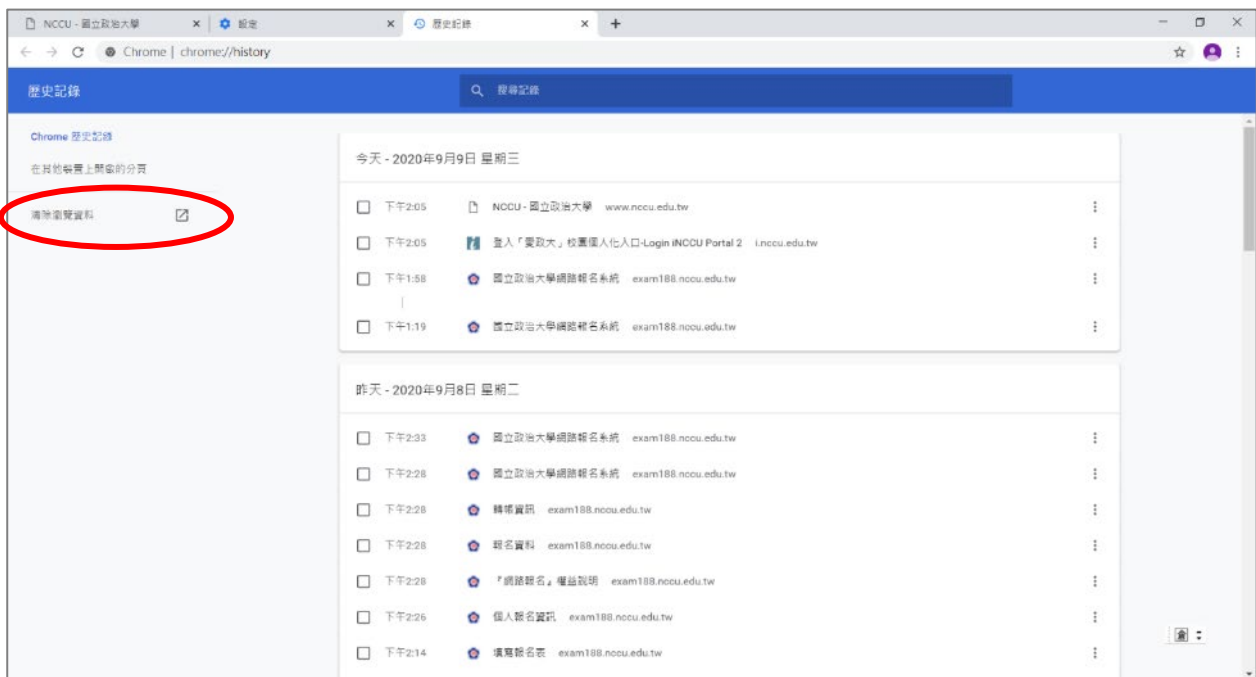 NCCU - 國立政治大學
設定
歷史記錄
Chrome | chrome://history
歷史記錄
搜尋記錄
Chrome 歷史記錄
在其他裝置上開啟的分頁
清除瀏覽資料
今天 - 2020年9月9日 星期三
下午2:05 NCCU - 國立政治大學 www.nccu.edu.tw
下午2:05 登入「愛政大」校園個人化入口-Login iNCCU Portal 2 i.nccu.edu.tw
下午1:58 國立政治大學網路報名系統 exam188.nccu.edu.tw
下午1:19 國立政治大學網路報名系統 exam188.nccu.edu.tw
昨天 - 2020年9月8日 星期二
下午2:33 國立政治大學網路報名系統 exam188.nccu.edu.tw
下午2:28 國立政治大學網路報名系統 exam188.nccu.edu.tw
下午2:28 轉帳資訊 exam188.nccu.edu.tw
下午2:28 報名資料 exam188.nccu.edu.tw
下午2:28 『網路報名』權益說明 exam188.nccu.edu.tw
下午2:26 個人報名資訊 exam188.nccu.edu.tw
下午2:14 填寫報名表 exam188.nccu.edu.tw
倉